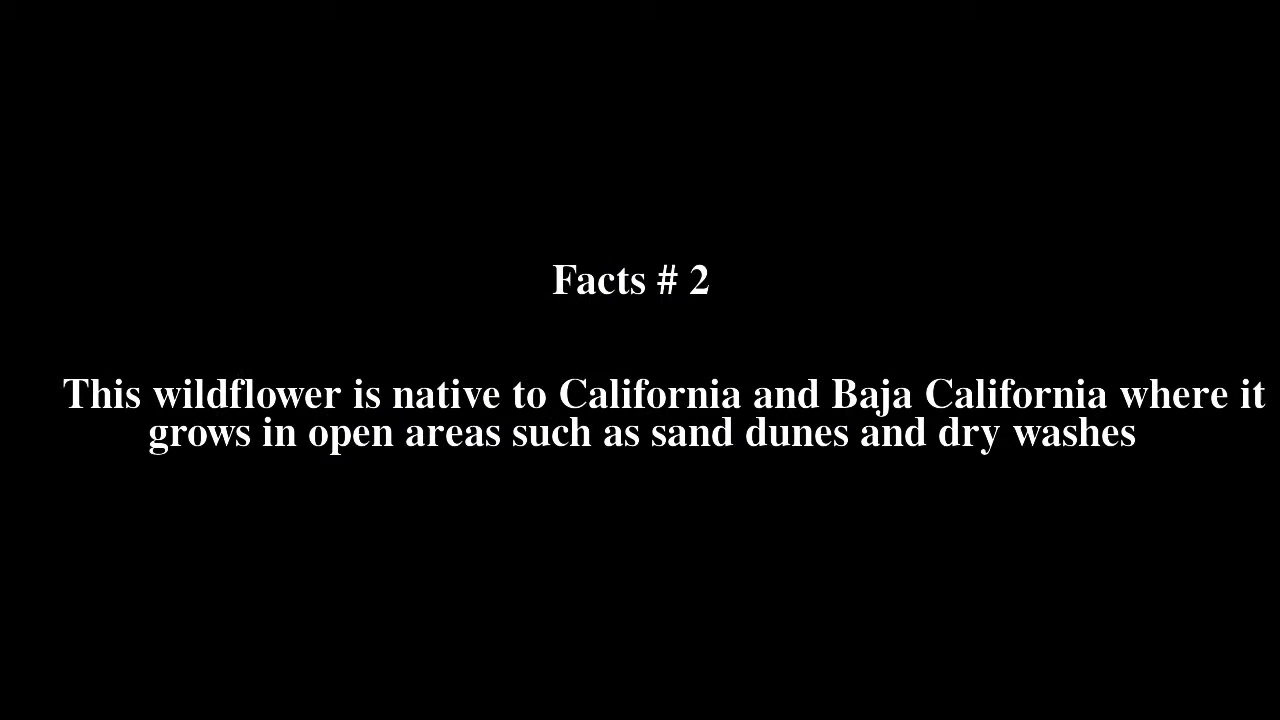 Facts # 2
This wildflower is native to California and Baja California where it
grows in open areas such as sand dunes and dry washes